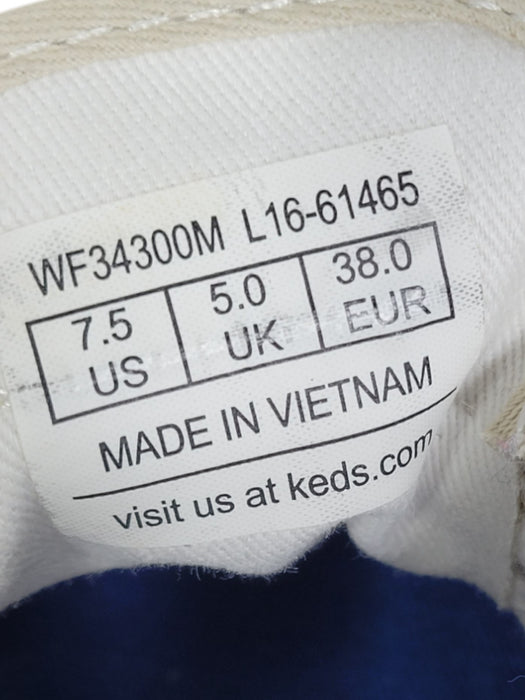 WF34300M L16-61465
7.5 5.0 38.0
US UK EUR
MADE IN VIETNAM
visit us at keds.com